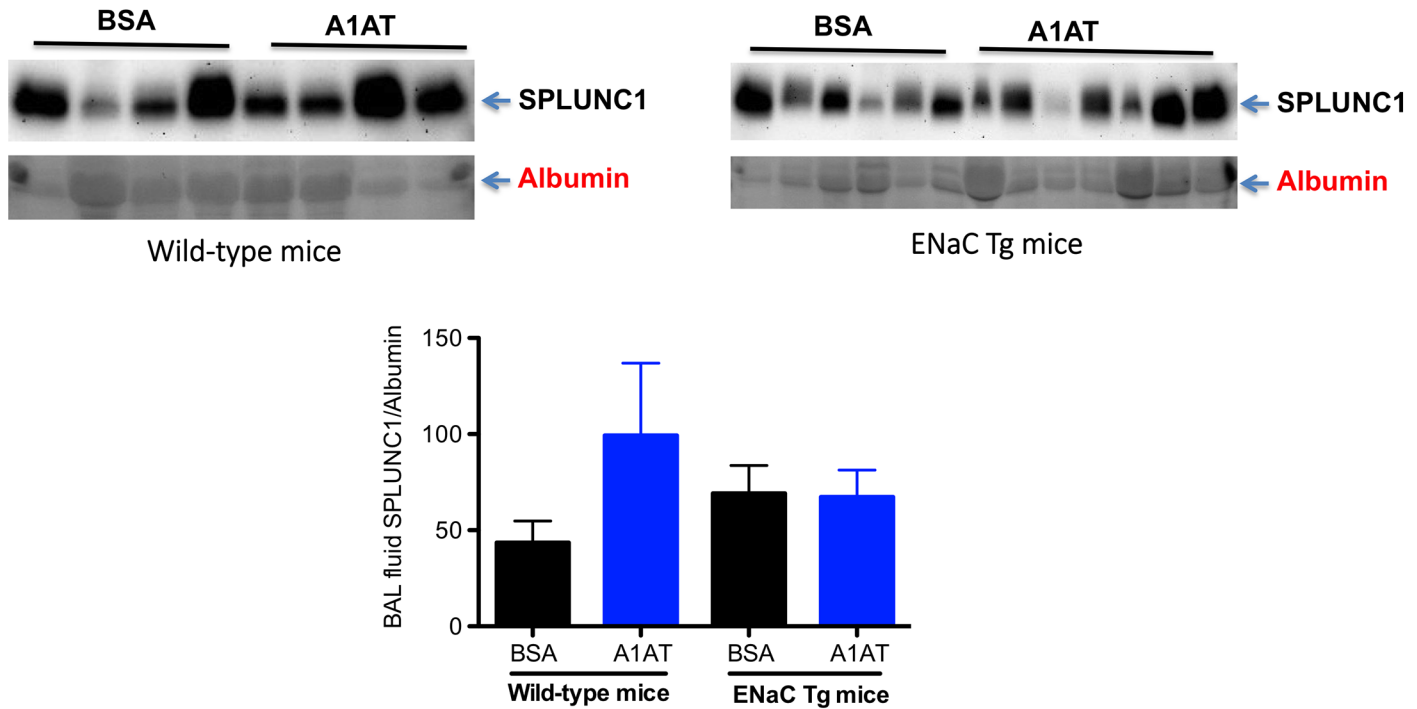 BSA A1AT
SPLUNC1
Albumin
Wild-type mice
BSA A1AT
SPLUNC1
Albumin
ENaC Tg mice
BAL fluid SPLUNC1/Albumin
150
100
50
0
BSA A1AT BSA A1AT
Wild-type mice ENaC Tg mice